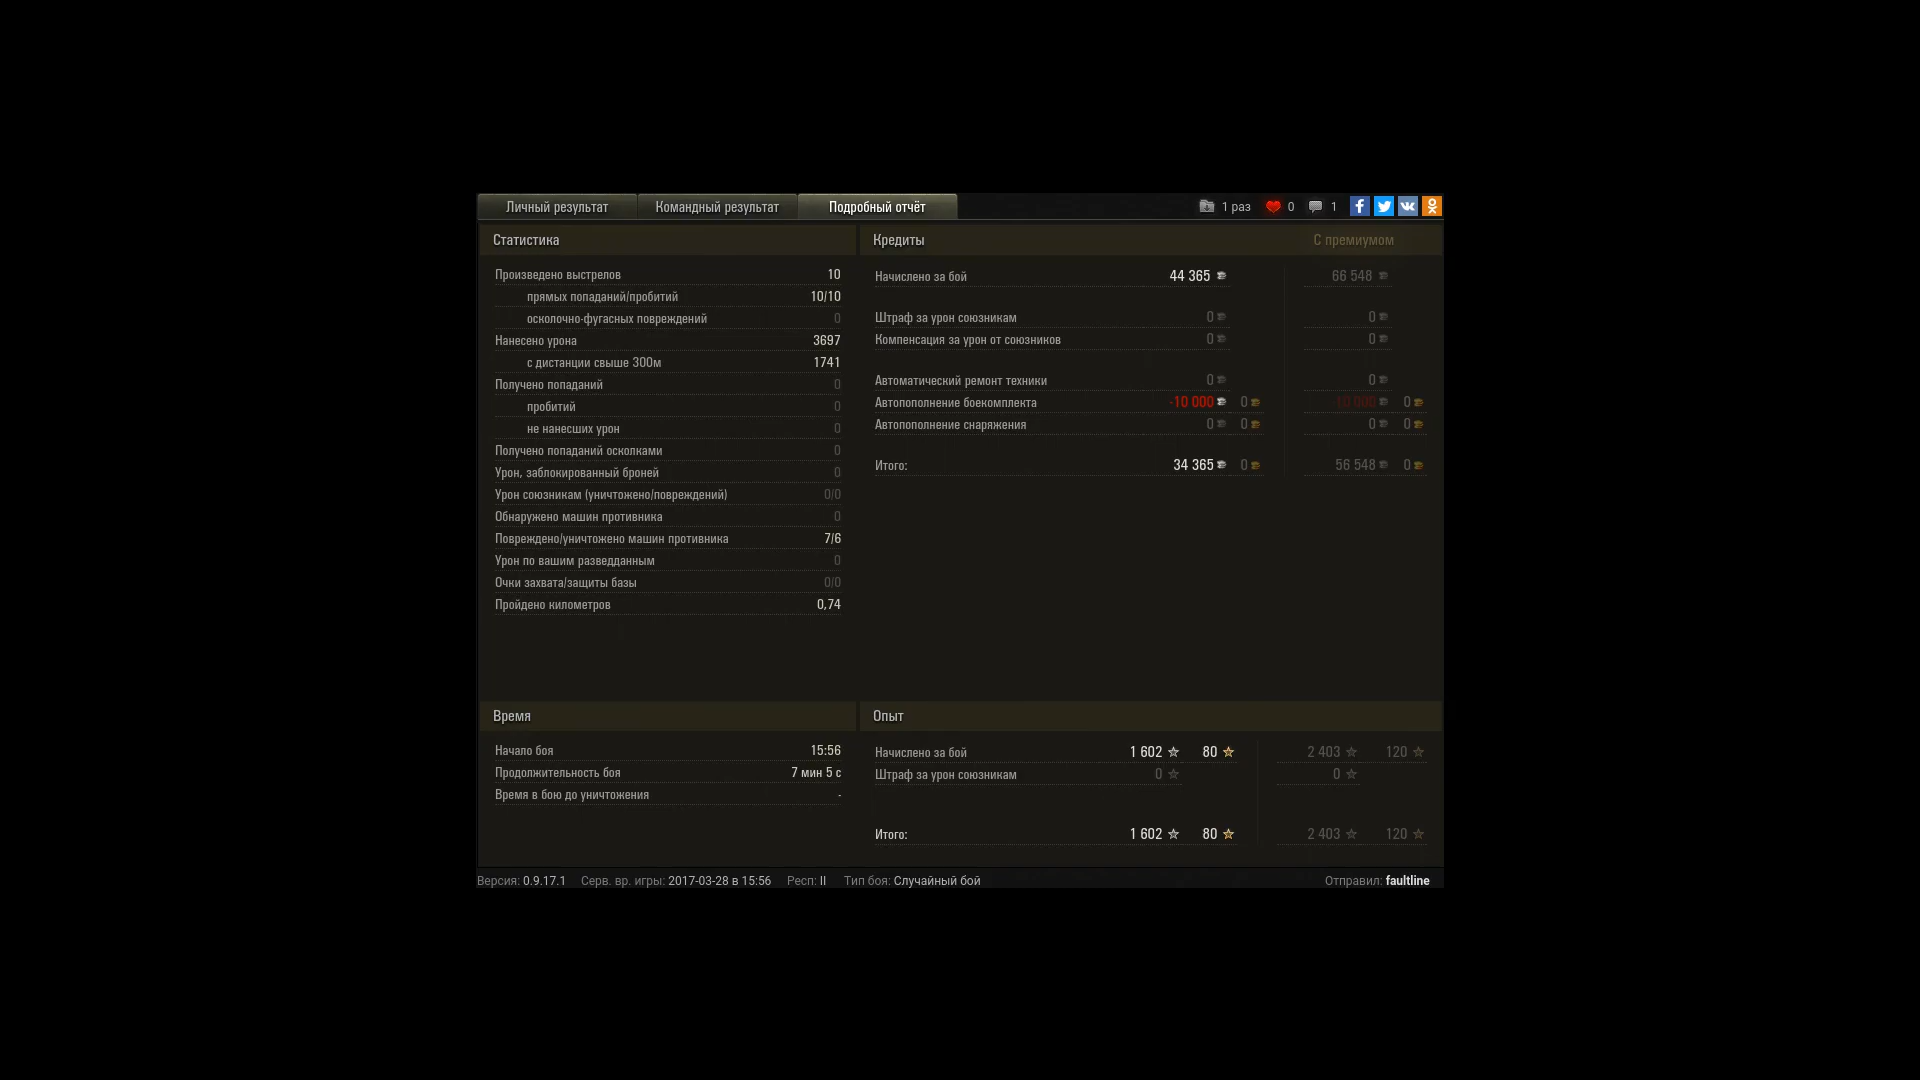 Личный результат Командный результат Подробный отчёт 1 раз 0 1
Статистика
Произведено выстрелов 10
прямых попаданий/пробитий 10/10
осколочно-фугасных повреждений 0
Нанесено урона 3697
с дистанции свыше 300м 1741
Получено попаданий 0
пробитий 0
не нанесших урон 0
Получено попаданий осколками 0
Урон, заблокированный броней 0
Урон союзникам (уничтожено/повреждений) 0/0
Обнаружено машин противника 0
Повреждено/уничтожено машин противника 7/6
Урон по вашим разведданным 0
Очки захвата/защиты базы 0/0
Пройдено километров 0,74
Кредиты С премиумом
Начислено за бой 44 365 66 548
Штраф за урон союзникам 0 0
Компенсация за урон от союзников 0 0
Автоматический ремонт техники 0 0
Автопополнение боекомплекта -10 000 0 -10 000 0
Автопополнение снаряжения 0 0 0 0
Итого: 34 365 0 56 548 0
Время
Начало боя 15:56
Продолжительность боя 7 мин 5 с
Время в бою до уничтожения -
Опыт
Начислено за бой 1 602 80 2 403 120
Штраф за урон союзникам 0 0
Итого: 1 602 80 2 403 120
Версия: 0.9.17.1 Серв. вр. игры: 2017-03-28 в 15:56 Респ: II Тип боя: Случайный бой Отправил: faultline